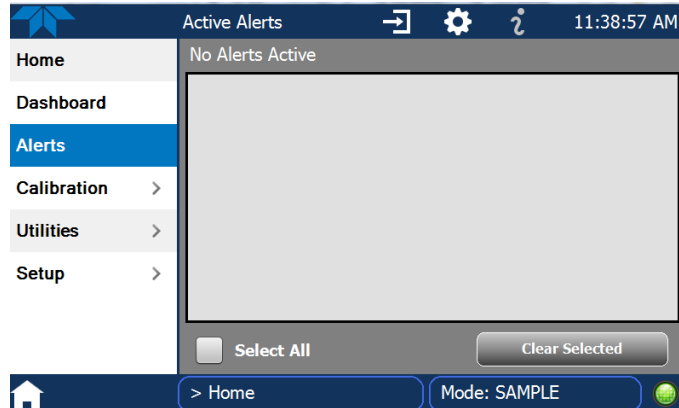 Active Alerts 11:38:57 AM
Home
No Alerts Active
Dashboard
Alerts
Calibration >
Utilities >
Setup >
Select All
Clear Selected
> Home
Mode: SAMPLE